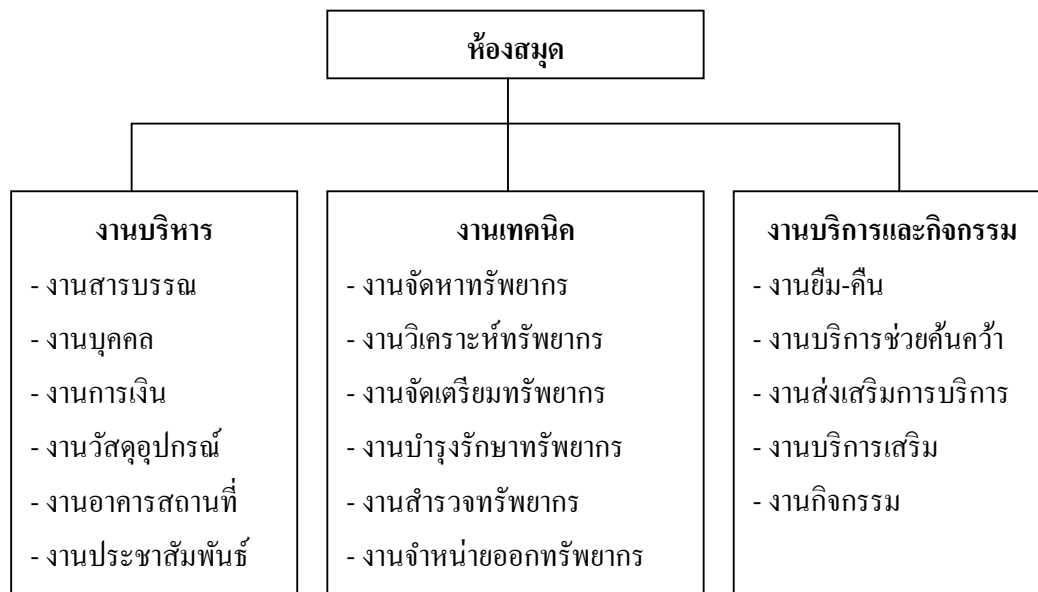 ห้องสมุด
งานบริหาร
- งานสารบรรณ
- งานบุคคล
- งานการเงิน
- งานวัสดุอุปกรณ์
- งานอาคารสถานที่
- งานประชาสัมพันธ์
งานเทคนิค
- งานจัดหาทรัพยากร
- งานวิเคราะห์ทรัพยากร
- งานจัดเตรียมทรัพยากร
- งานบำรุงรักษาทรัพยากร
- งานสำรวจทรัพยากร
- งานจำหน่ายออกทรัพยากร
งานบริการและกิจกรรม
- งานยืม-คืน
- งานบริการช่วยค้นคว้า
- งานส่งเสริมการบริการ
- งานบริการเสริม
- งานกิจกรรม